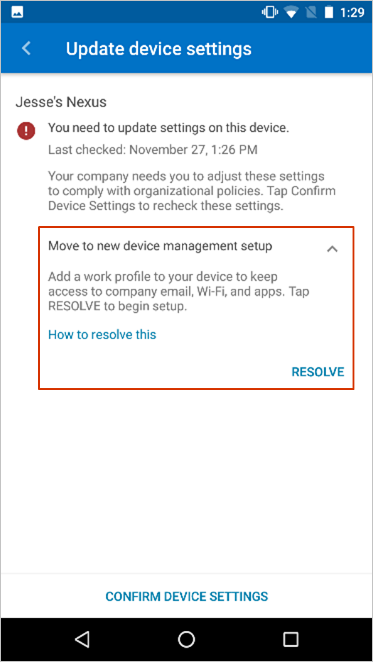 1:29
Update device settings
Jesse's Nexus
You need to update settings on this device.
Last checked: November 27, 1:26 PM
Your company needs you to adjust these settings
to comply with organizational policies. Tap Confirm
Device Settings to recheck these settings.
Move to new device management setup
Add a work profile to your device to keep
access to company email, Wi-Fi, and apps. Tap
RESOLVE to begin setup.
How to resolve this
RESOLVE
CONFIRM DEVICE SETTINGS